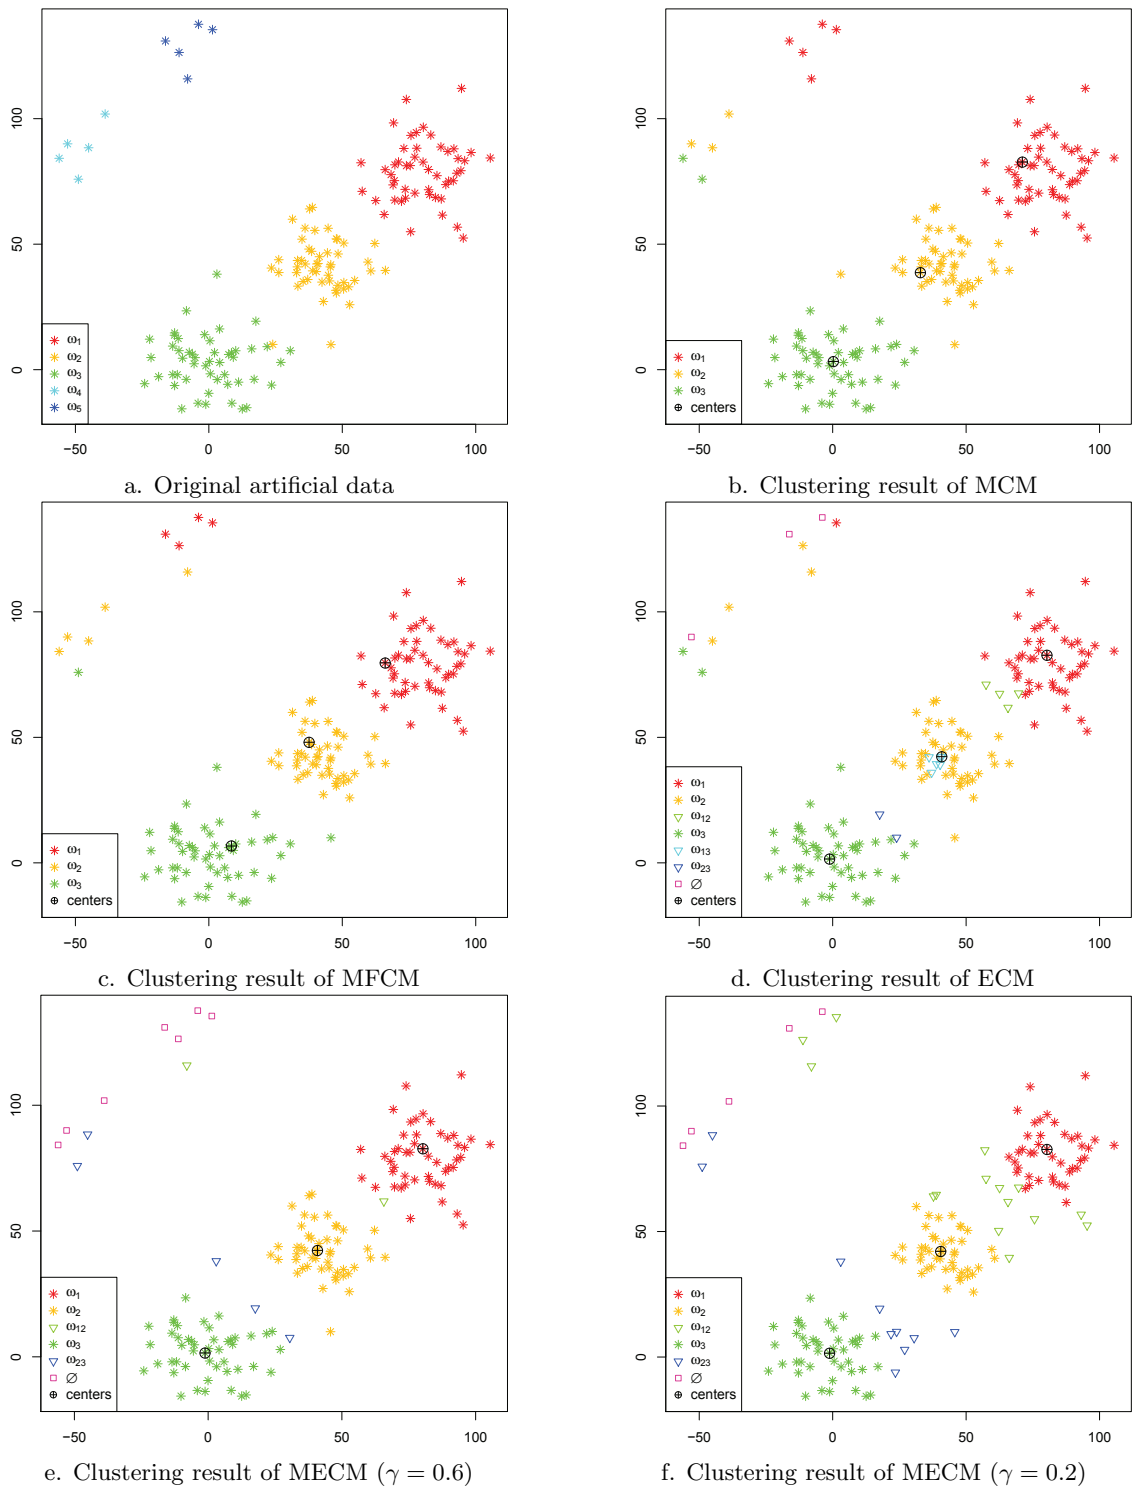 100
50
0
ω1
ω2
ω3
ω4
ω5
−50 0 50 100
a. Original artificial data
100
50
0
ω1
ω2
ω3
centers
−50 0 50 100
b. Clustering result of MCM
100
50
0
ω1
ω2
ω3
centers
−50 0 50 100
c. Clustering result of MFCM
100
50
0
ω1
ω2
ω12
ω3
ω13
ω23
∅
centers
−50 0 50 100
d. Clustering result of ECM
100
50
0
ω1
ω2
ω12
ω3
ω23
∅
centers
−50 0 50 100
e. Clustering result of MECM (γ = 0.6)
100
50
0
ω1
ω2
ω12
ω3
ω23
∅
centers
−50 0 50 100
f. Clustering result of MECM (γ = 0.2)